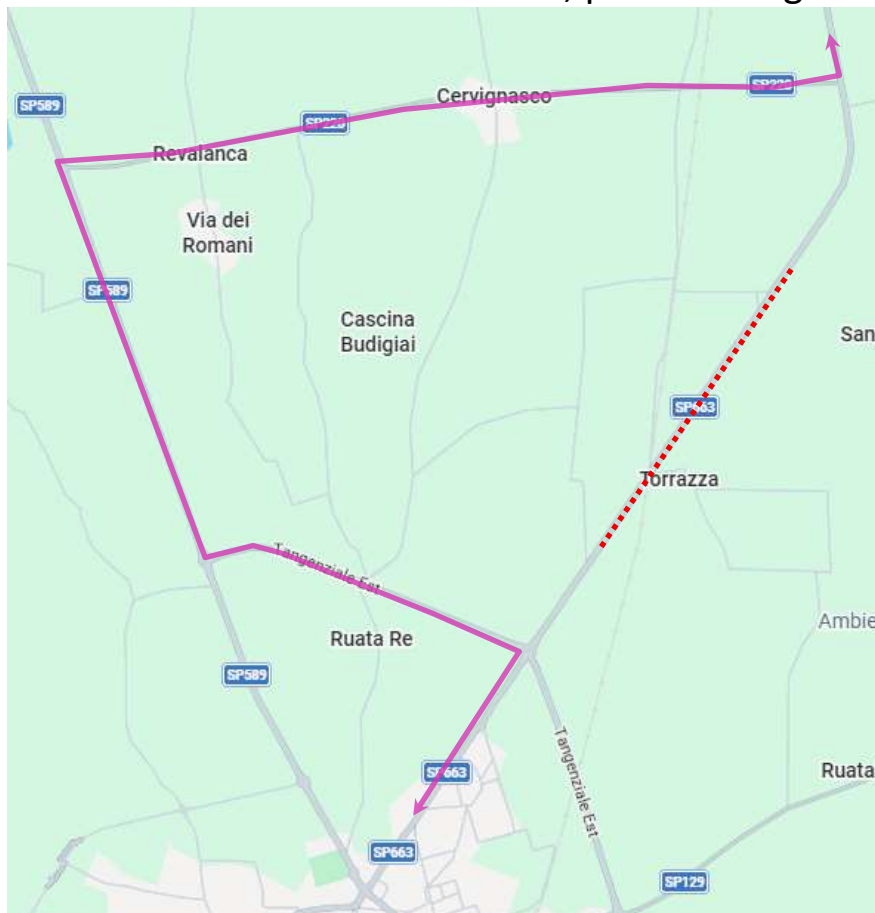 SP589
Cervignasco
Revalanca
Via dei
Romani
SP589
Cascina
Budigiai
San
SP663
Torrazza
Tangenziale Est
Ruata Re
Ambie
SP589
Tangenziale Est
SP663
Ruata
SP663
SP129